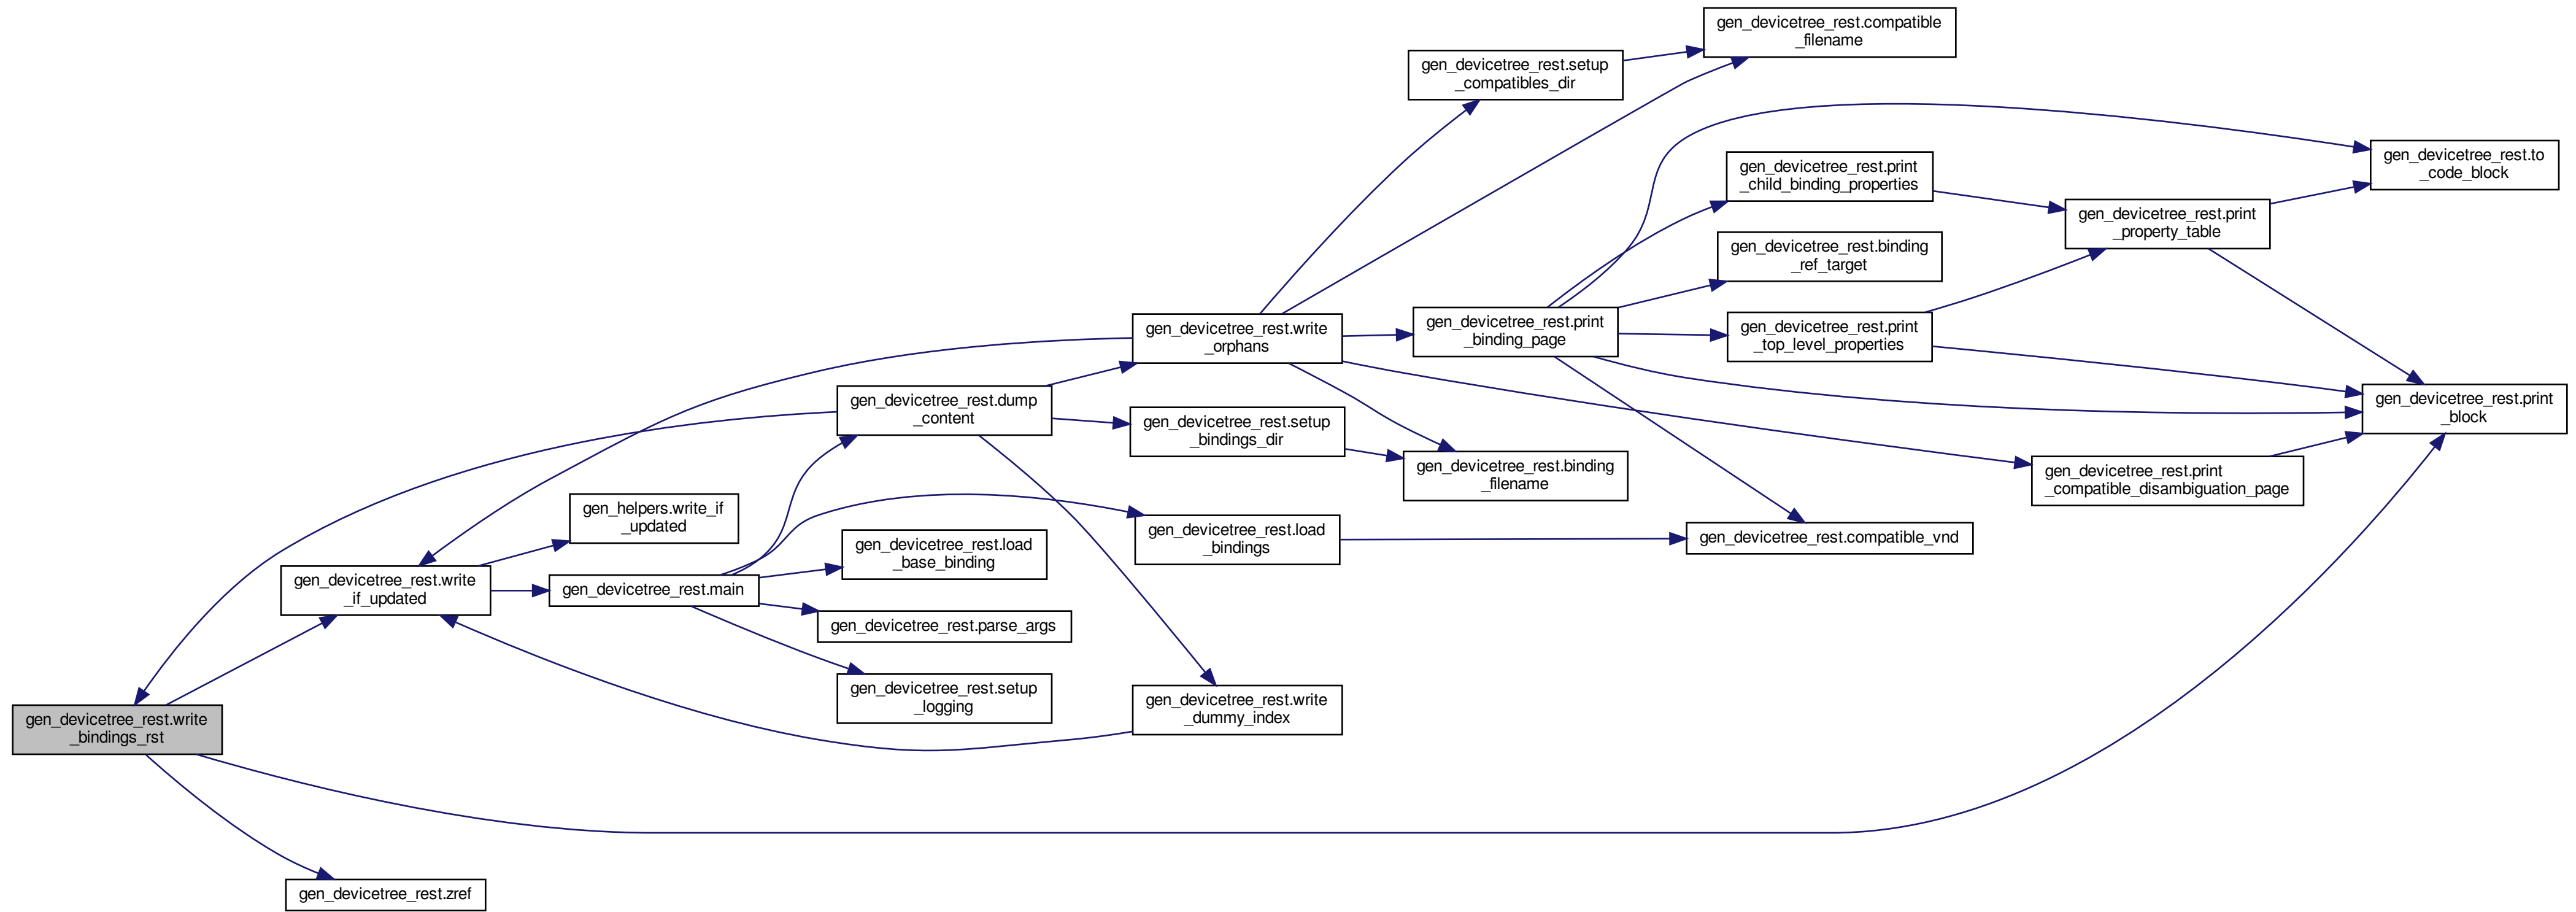 gen_devicetree_rest.compatible
_filename
gen_devicetree_rest.setup
_compatibles_dir
gen_devicetree_rest.to
_code_block
gen_devicetree_rest.print
_child_binding_properties
gen_devicetree_rest.print
_property_table
gen_devicetree_rest.binding
_ref_target
gen_devicetree_rest.write
_orphans
gen_devicetree_rest.print
_binding_page
gen_devicetree_rest.print
_top_level_properties
gen_devicetree_rest.dump
_content
gen_devicetree_rest.print
_block
gen_devicetree_rest.setup
_bindings_dir
gen_devicetree_rest.binding
_filename
gen_devicetree_rest.print
_compatible_disambiguation_page
gen_helpers.write_if
_updated
gen_devicetree_rest.load
_bindings
gen_devicetree_rest.compatible_vnd
gen_devicetree_rest.load
_base_binding
gen_devicetree_rest.write
_if_updated
gen_devicetree_rest.main
gen_devicetree_rest.parse_args
gen_devicetree_rest.setup
_logging
gen_devicetree_rest.write
_dummy_index
gen_devicetree_rest.write
_bindings_rst
gen_devicetree_rest.zref